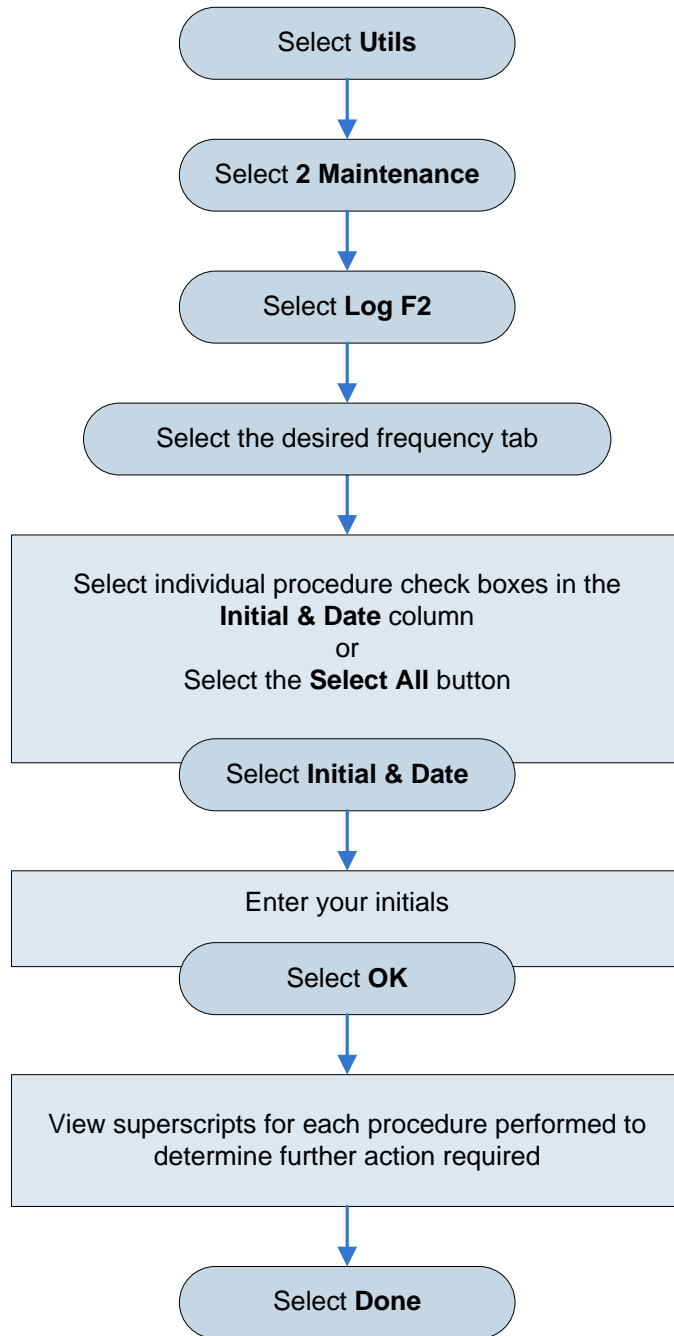 Select Utils
Select 2 Maintenance
Select Log F2
Select the desired frequency tab
Select individual procedure check boxes in the
Initial & Date column
or
Select the Select All button
Select Initial & Date
Enter your initials
Select OK
View superscripts for each procedure performed to
determine further action required
Select Done